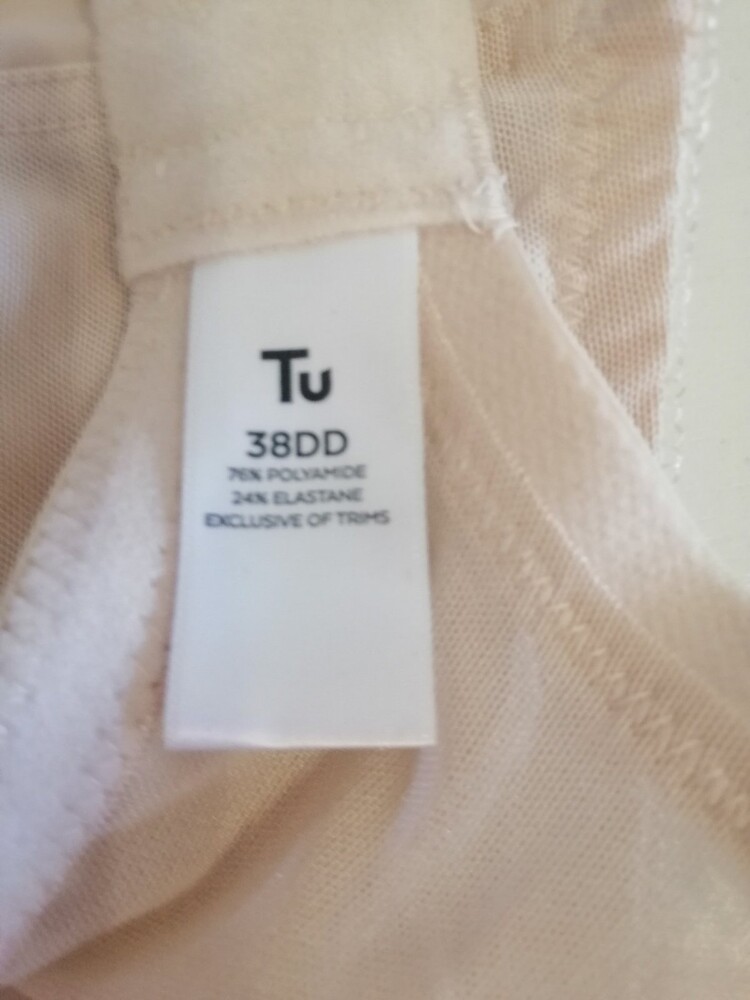 Tu
38DD
76% POLYAMIDE
24% ELASTANE
EXCLUSIVE OF TRIMS